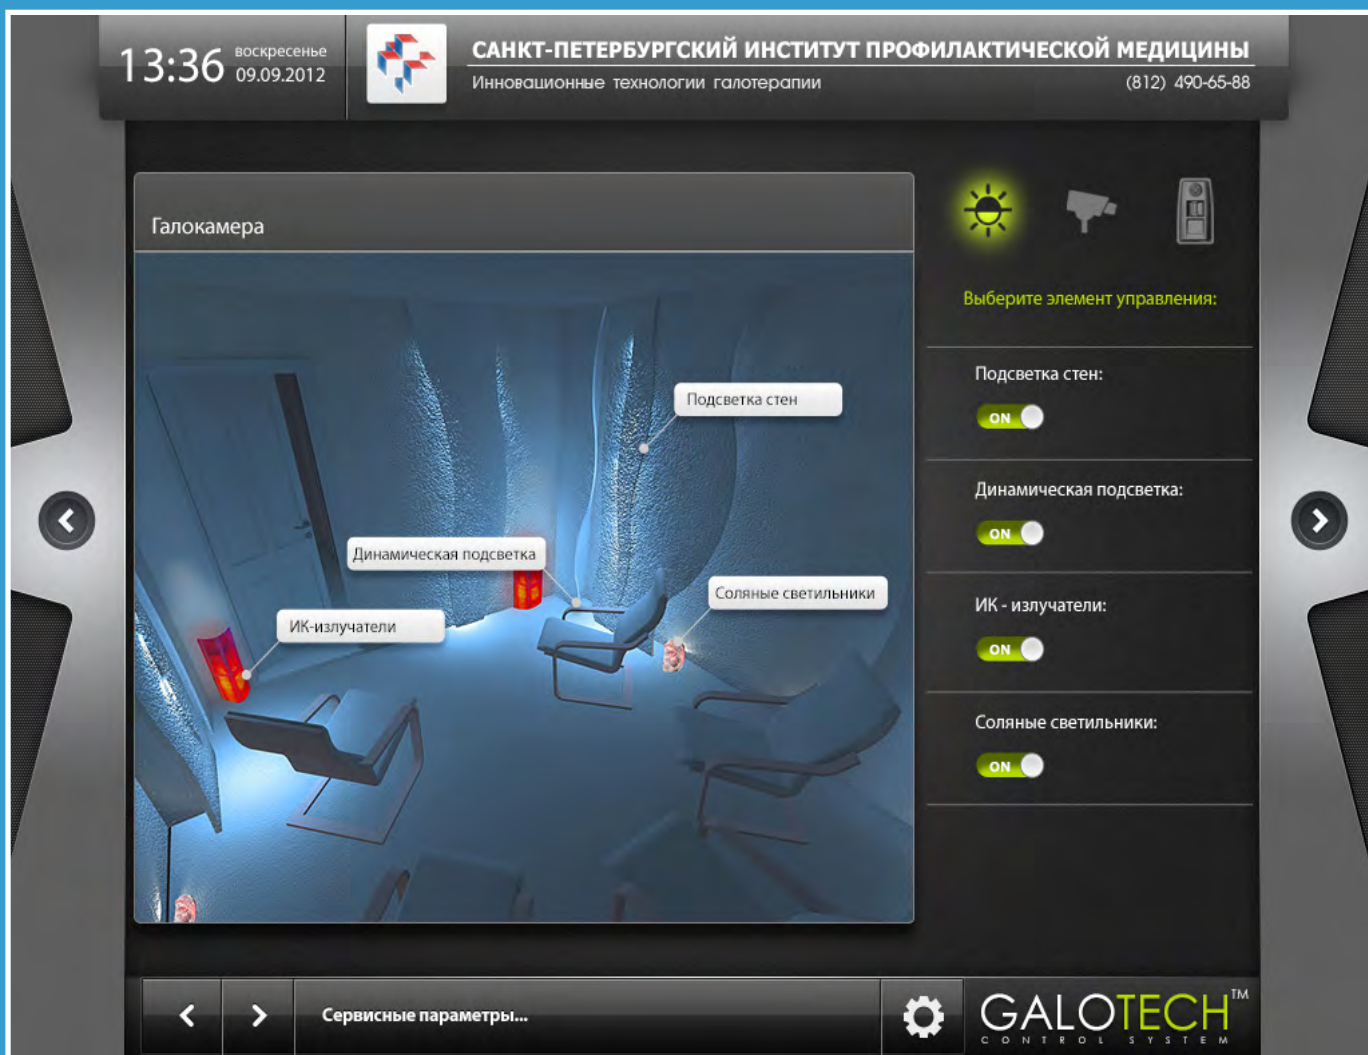 13:36
воскресенье
09.09.2012
САНКТ-ПЕТЕРБУРГСКИЙ ИНСТИТУТ ПРОФИЛАКТИЧЕСКОЙ МЕДИЦИНЫ
Инновационные технологии галотерапии
(812) 490-65-88
Галокамера
Подсветка стен
Динамическая подсветка
Соляные светильники
ИК-излучатели
Выберите элемент управления:
Подсветка стен:
ON
Динамическая подсветка:
ON
ИК - излучатели:
ON
Соляные светильники:
ON
Сервисные параметры...
GALOTECH™
CONTROL SYSTEM